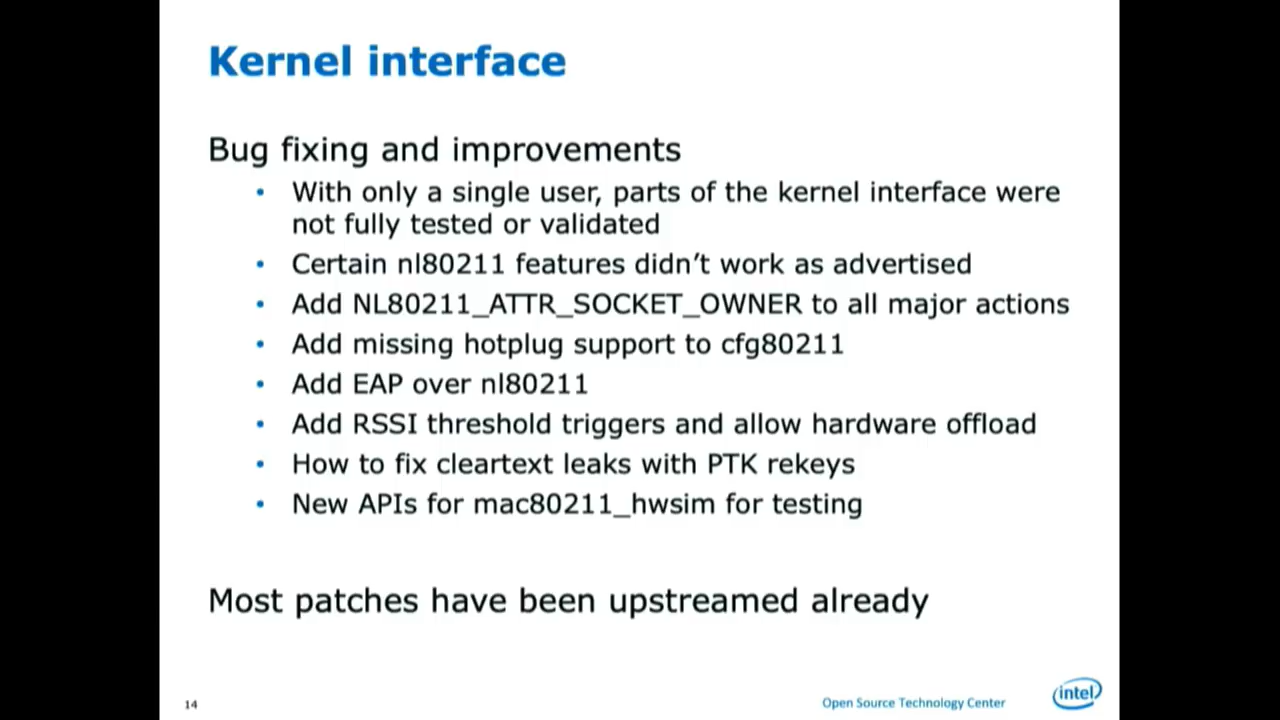 Kernel interface
Bug fixing and improvements
• With only a single user, parts of the kernel interface were
not fully tested or validated
• Certain nl80211 features didn’t work as advertised
• Add NL80211_ATTR_SOCKET_OWNER to all major actions
• Add missing hotplug support to cfg80211
• Add EAP over nl80211
• Add RSSI threshold triggers and allow hardware offload
• How to fix cleartext leaks with PTK rekeys
• New APIs for mac80211_hwsim for testing
Most patches have been upstreamed already
14
Open Source Technology Center
intel